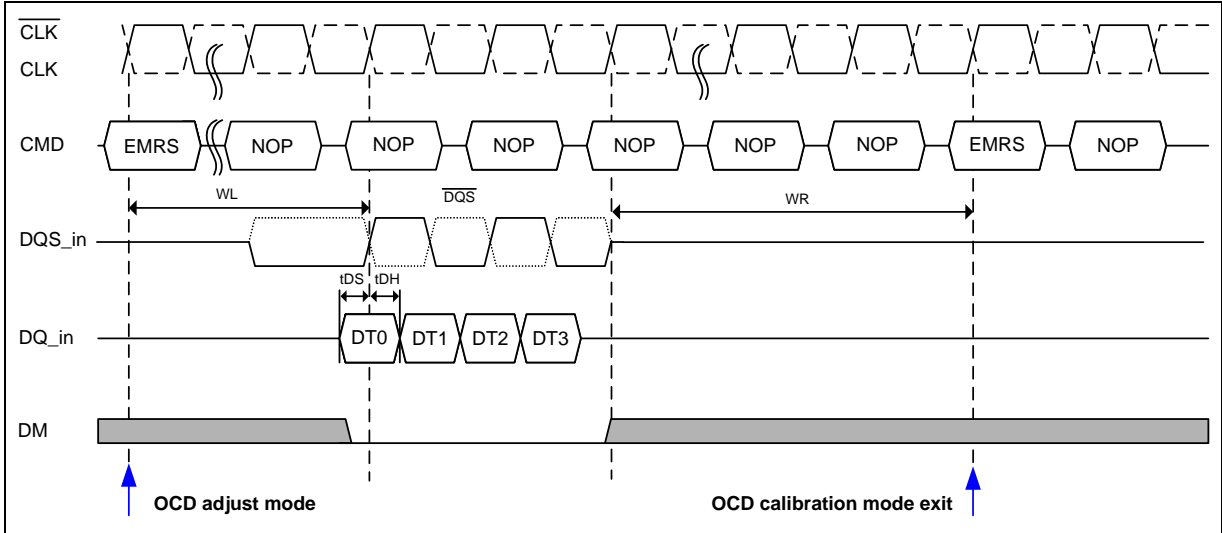 CLK
CLK
CMD EMRS NOP NOP NOP NOP NOP NOP EMRS NOP
WL DQS WR
DQS_in
tDS tDH
DQ_in DT0 DT1 DT2 DT3
DM
OCD adjust mode OCD calibration mode exit